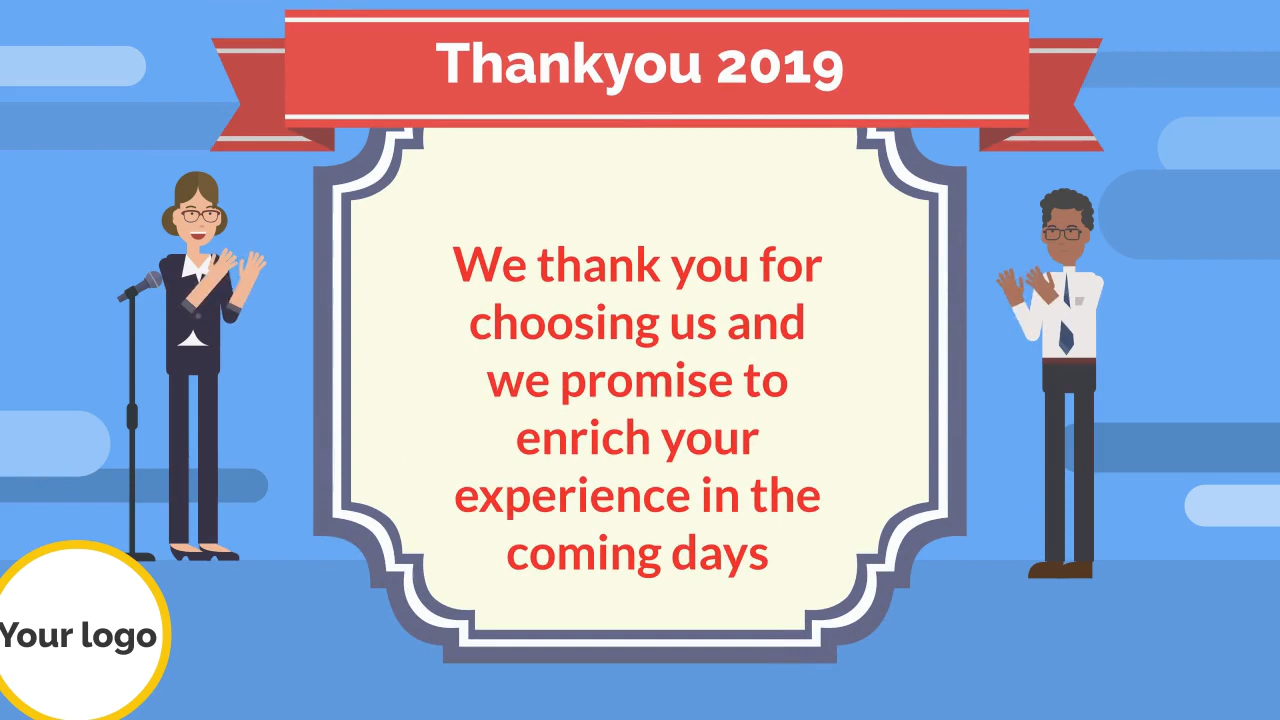 Thankyou 2019
We thank you for
choosing us and
we promise to
enrich your
experience in the
coming days
Your logo